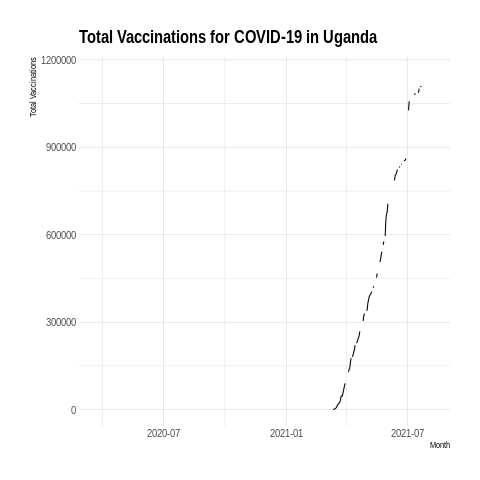 Total Vaccinations for COVID-19 in Uganda
Total Vaccinations
1200000
900000
600000
300000
0
2020-07
2021-01
2021-07
Month